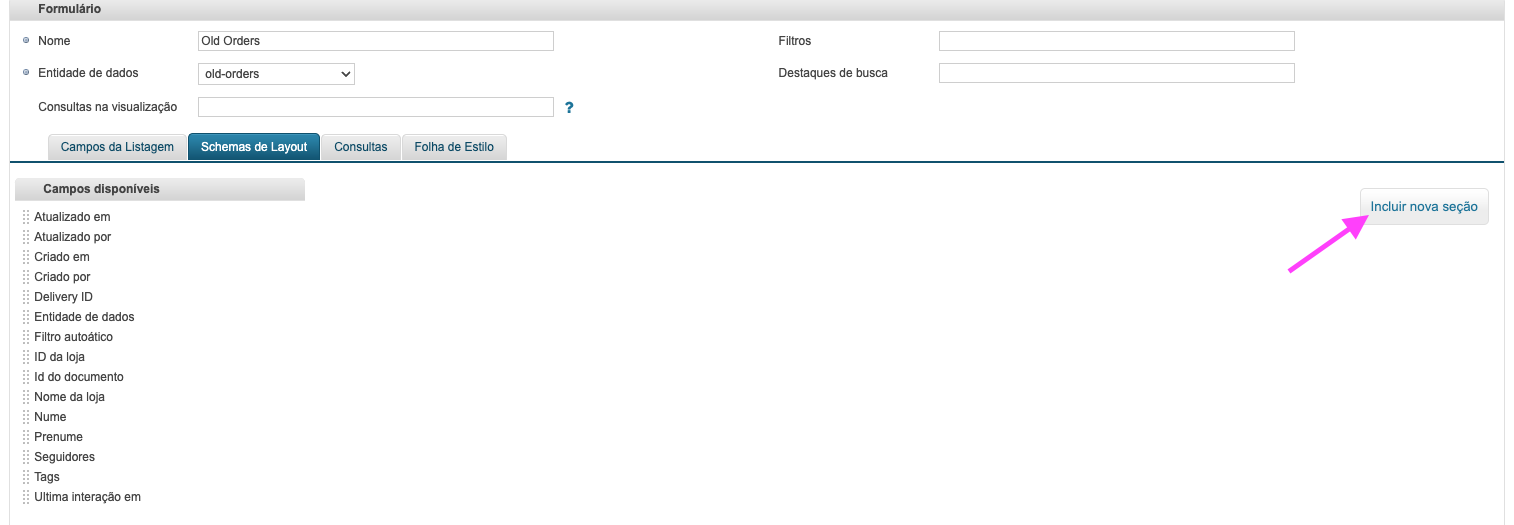 Formulário
Nome
Old Orders
Filtros
Entidade de dados
old-orders
Destaques de busca
Consultas na visualização
?
Campos da Listagem
Schemas de Layout
Consultas
Folha de Estilo
Campos disponíveis
Incluir nova seção
Atualizado em
Atualizado por
Criado em
Criado por
Delivery ID
Entidade de dados
Filtro autoático
ID da loja
Id do documento
Nome da loja
Nume
Prenume
Seguidores
Tags
Ultima interação em